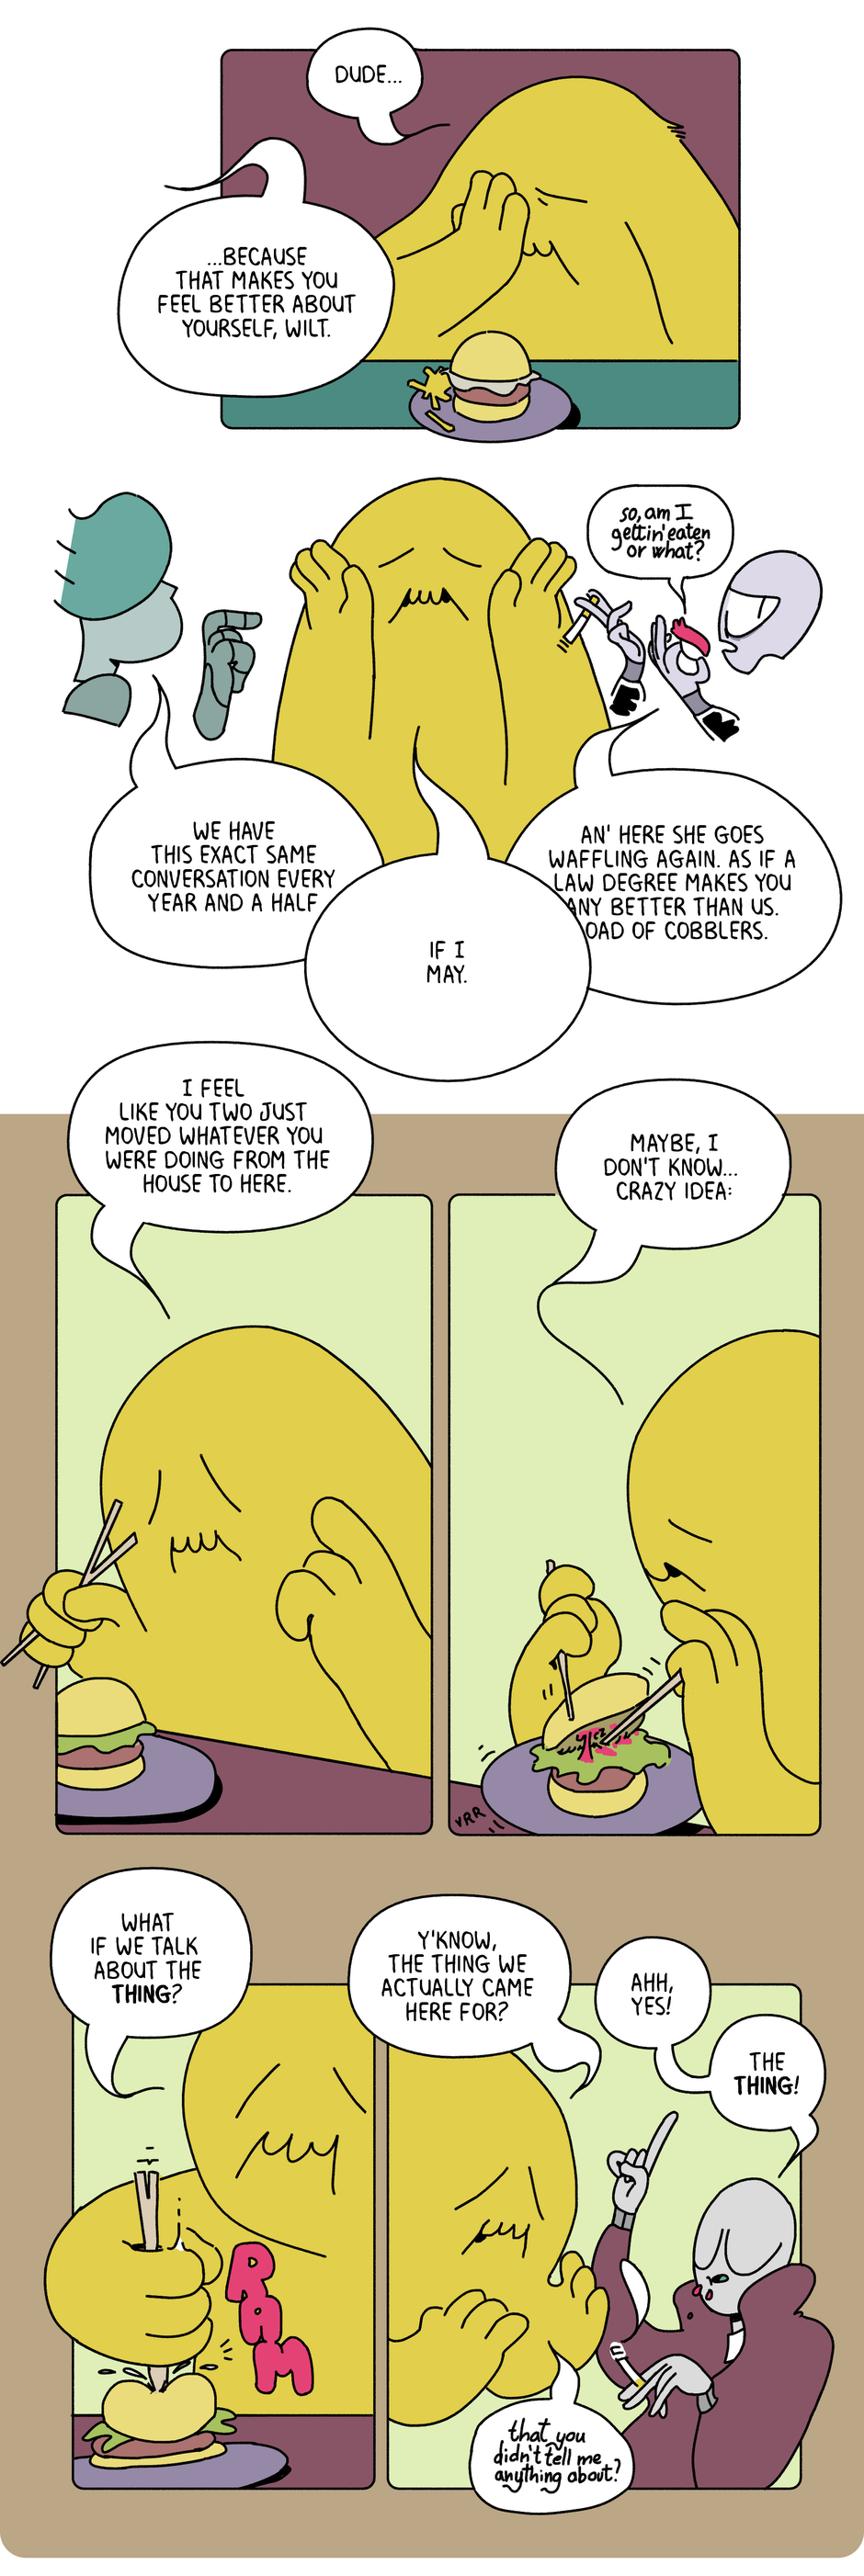 DUDE...
...BECAUSE
THAT MAKES YOU
FEEL BETTER ABOUT
YOURSELF, WILT.
so, am I
gettin' eaten
or what?
WE HAVE
THIS EXACT SAME
CONVERSATION EVERY
YEAR AND A HALF
AN' HERE SHE GOES
WAFFLING AGAIN. AS IF A
LAW DEGREE MAKES YOU
ANY BETTER THAN US.
OAD OF COBBLERS.
IF I
MAY.
I FEEL
LIKE YOU TWO JUST
MOVED WHATEVER YOU
WERE DOING FROM THE
HOUSE TO HERE.
MAYBE, I
DON'T KNOW...
CRAZY IDEA:
VRR
WHAT
IF WE TALK
ABOUT THE
THING?
RAM
Y'KNOW,
THE THING WE
ACTUALLY CAME
HERE FOR?
AHH,
YES!
THE
THING!
that you
didn't tell me
anything about?